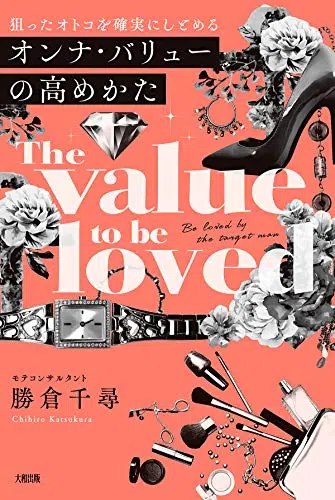 狙ったオトコを確実にしとめる
オンナ・バリュー
の高めかた
The
value
to be
loved
Be loved by
the target man
モテコンサルタント
勝倉千尋
Chihiro Katsukura
大和出版